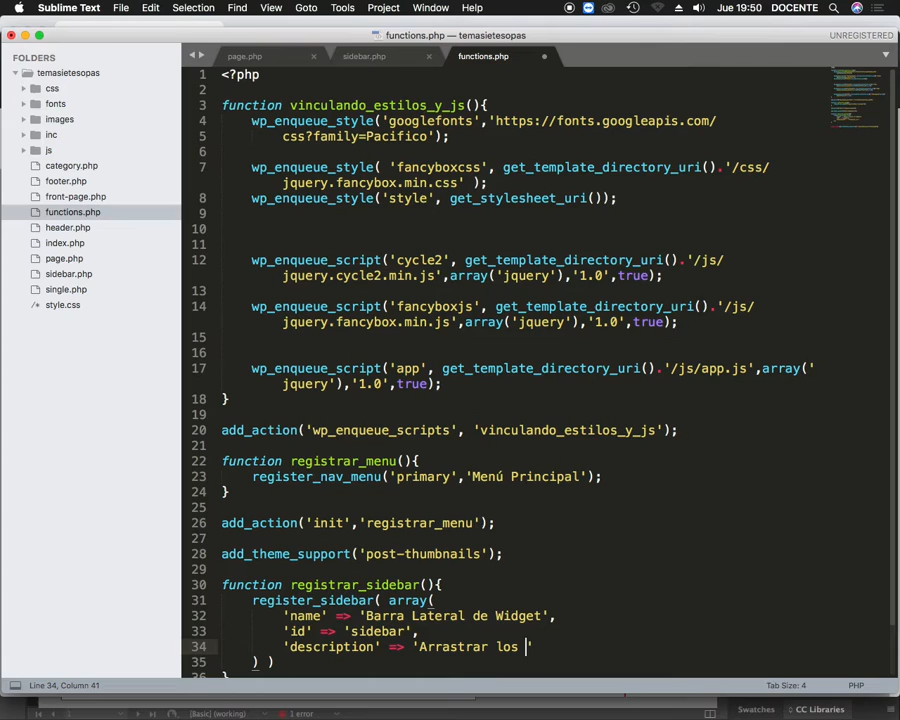 Sublime Text File Edit Selection Find View Goto Tools Project Window Help Jue 19:50 DOCENTE
functions.php — temasietesopas UNREGISTERED
FOLDERS
temasietesopas
css
fonts
images
inc
js
category.php
footer.php
front-page.php
functions.php
header.php
index.php
page.php
sidebar.php
single.php
style.css
page.php × sidebar.php × functions.php
1 <?php
2
3 function vinculando_estilos_y_js(){
4 wp_enqueue_style('googlefonts','https://fonts.googleapis.com/
5 css?family=Pacifico');
6
7 wp_enqueue_style( 'fancyboxcss', get_template_directory_uri().'/css/
jquery.fancybox.min.css' );
8 wp_enqueue_style('style', get_stylesheet_uri());
9
10
11
12 wp_enqueue_script('cycle2', get_template_directory_uri().'/js/
jquery.cycle2.min.js',array('jquery'),'1.0',true);
13
14 wp_enqueue_script('fancyboxjs', get_template_directory_uri().'/js/
jquery.fancybox.min.js',array('jquery'),'1.0',true);
15
16
17 wp_enqueue_script('app', get_template_directory_uri().'/js/app.js',array('
jquery'),'1.0',true);
18 }
19
20 add_action('wp_enqueue_scripts', 'vinculando_estilos_y_js');
21
22 function registrar_menu(){
23 register_nav_menu('primary','Menú Principal');
24 }
25
26 add_action('init','registrar_menu');
27
28 add_theme_support('post-thumbnails');
29
30 function registrar_sidebar(){
31 register_sidebar( array(
32 'name' => 'Barra Lateral de Widget',
33 'id' => 'sidebar',
34 'description' => 'Arrastrar los '
35 ) )
36 }
Line 34, Column 41 Tab Size: 4 PHP
[Basic] (working) 1 error Swatches CC Libraries